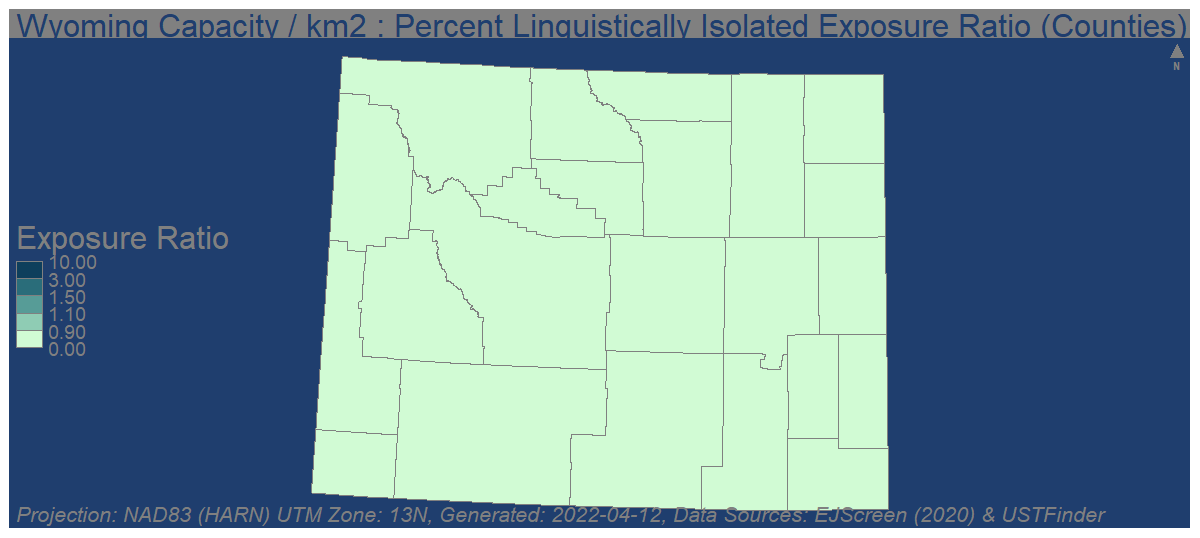 Wyoming Capacity / km2 : Percent Linguistically Isolated Exposure Ratio (Counties)
N
Exposure Ratio
10.00
3.00
1.50
1.10
0.90
0.00
Projection: NAD83 (HARN) UTM Zone: 13N, Generated: 2022-04-12, Data Sources: EJScreen (2020) & USTFinder